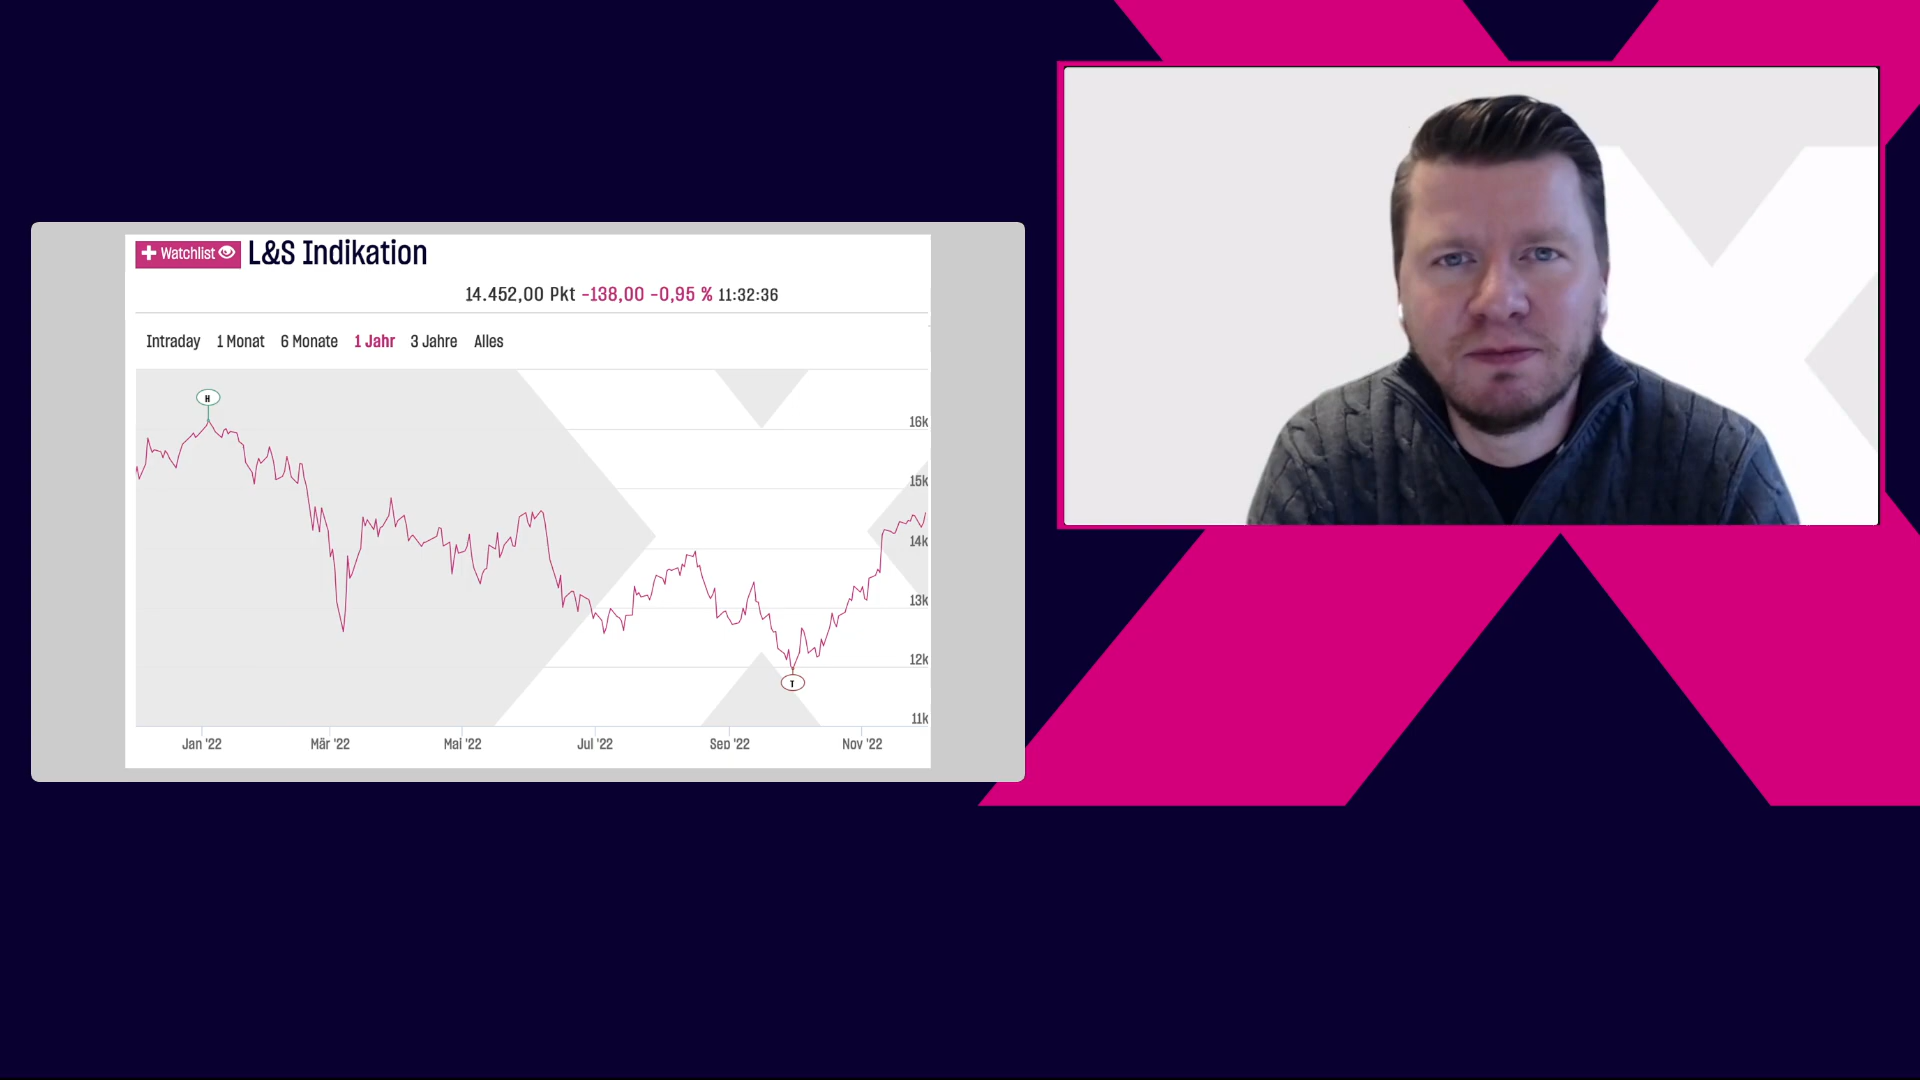 Watchlist L&S Indikation
14.452,00 Pkt -138,00 -0,95 % 11:32:36
Intraday 1 Monat 6 Monate 1 Jahr 3 Jahre Alles
H
16k
15k
14k
13k
12k
T
11k
Jan '22 Mär '22 Mai '22 Jul '22 Sep '22 Nov '22